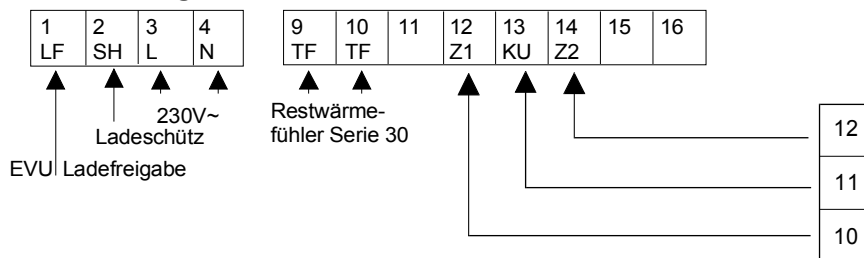 1 2 3 4 9 10 11 12 13 14 15 16
LF SH L N TF TF Z1 KU Z2
230V~
Ladeschütz
EVU Ladefreigabe
Restwärme-
fühler Serie 30
12
11
10